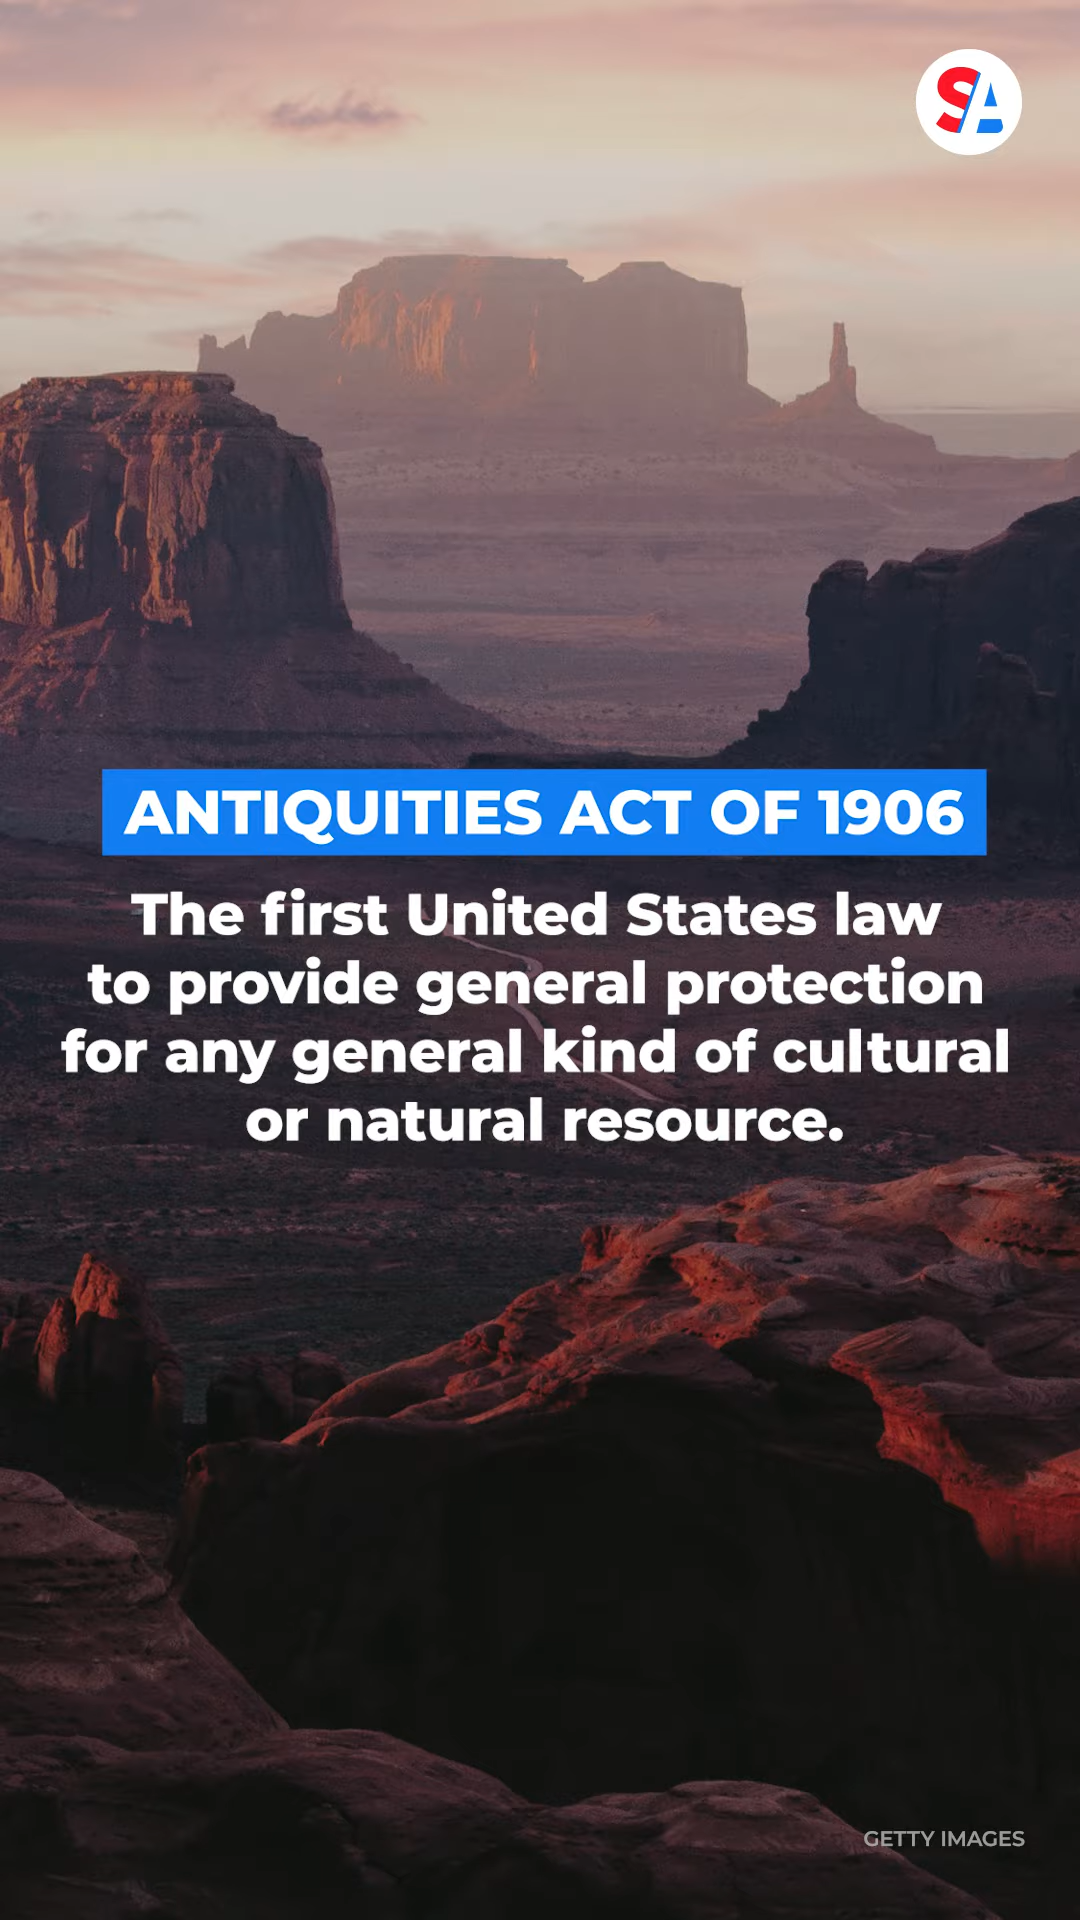 SA
ANTIQUITIES ACT OF 1906
The first United States law
to provide general protection
for any general kind of cultural
or natural resource.
GETTY IMAGES